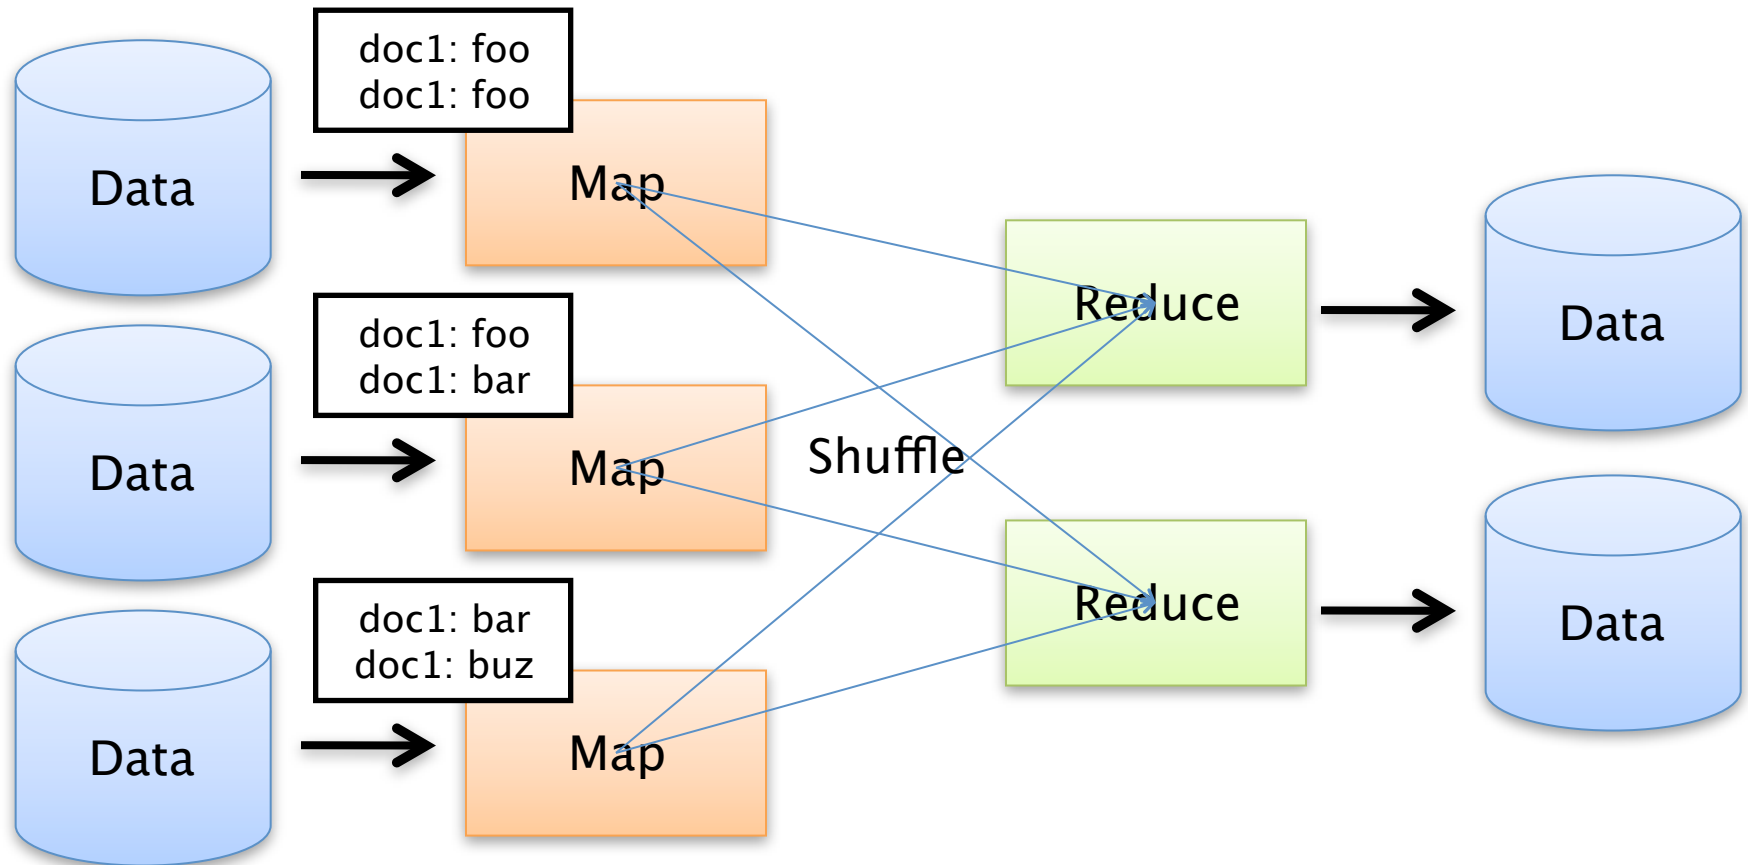 doc1: foo
doc1: foo
Data
Map
doc1: foo
doc1: bar
Data
Map
doc1: bar
doc1: buz
Data
Map
Shuffle
Reduce
Data
Reduce
Data